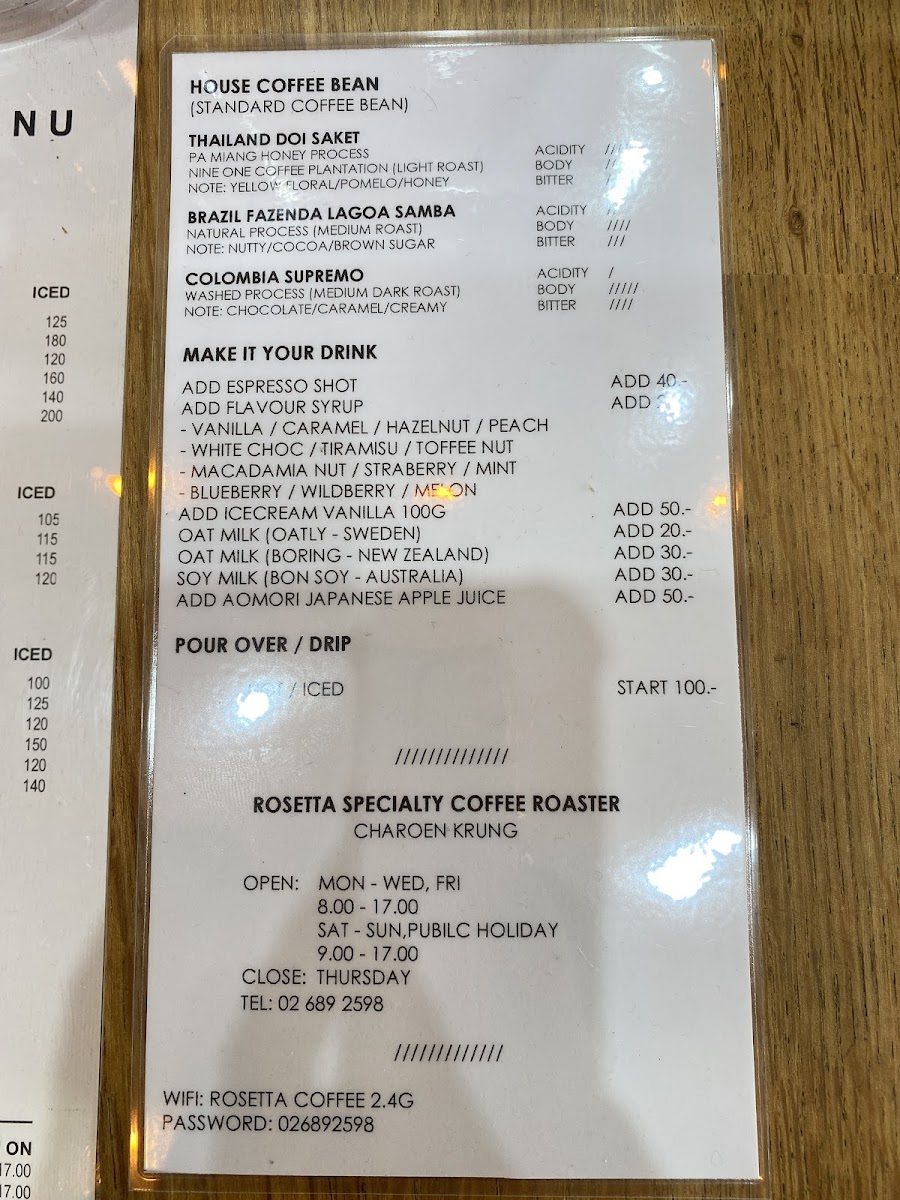 NU
ICED
125
180
120
160
140
200
ICED
105
115
115
120
ICED
100
125
120
150
120
140
ON
17.00
17.00
HOUSE COFFEE BEAN
(STANDARD COFFEE BEAN)
THAILAND DOI SAKET
PA MIANG HONEY PROCESS ACIDITY
NINE ONE COFFEE PLANTATION (LIGHT ROAST) BODY
NOTE: YELLOW FLORAL/POMELO/HONEY BITTER
BRAZIL FAZENDA LAGOA SAMBA ACIDITY
NATURAL PROCESS (MEDIUM ROAST) BODY ////
NOTE: NUTTY/COCOA/BROWN SUGAR BITTER ///
COLOMBIA SUPREMO ACIDITY /
WASHED PROCESS (MEDIUM DARK ROAST) BODY /////
NOTE: CHOCOLATE/CARAMEL/CREAMY BITTER ////
MAKE IT YOUR DRINK
ADD ESPRESSO SHOT ADD 40.-
ADD FLAVOUR SYRUP ADD
- VANILLA / CARAMEL / HAZELNUT / PEACH
- WHITE CHOC / TIRAMISU / TOFFEE NUT
- MACADAMIA NUT / STRABERRY / MINT
- BLUEBERRY / WILDBERRY / MELON
ADD ICECREAM VANILLA 100G ADD 50.-
OAT MILK (OATLY - SWEDEN) ADD 20.-
OAT MILK (BORING - NEW ZEALAND) ADD 30.-
SOY MILK (BON SOY - AUSTRALIA) ADD 30.-
ADD AOMORI JAPANESE APPLE JUICE ADD 50.-
POUR OVER / DRIP
/ ICED START 100.-
//////////////
ROSETTA SPECIALTY COFFEE ROASTER
CHAROEN KRUNG
OPEN: MON - WED, FRI
8.00 - 17.00
SAT - SUN,PUBILC HOLIDAY
9.00 - 17.00
CLOSE: THURSDAY
TEL: 02 689 2598
/////////////
WIFI: ROSETTA COFFEE 2.4G
PASSWORD: 026892598